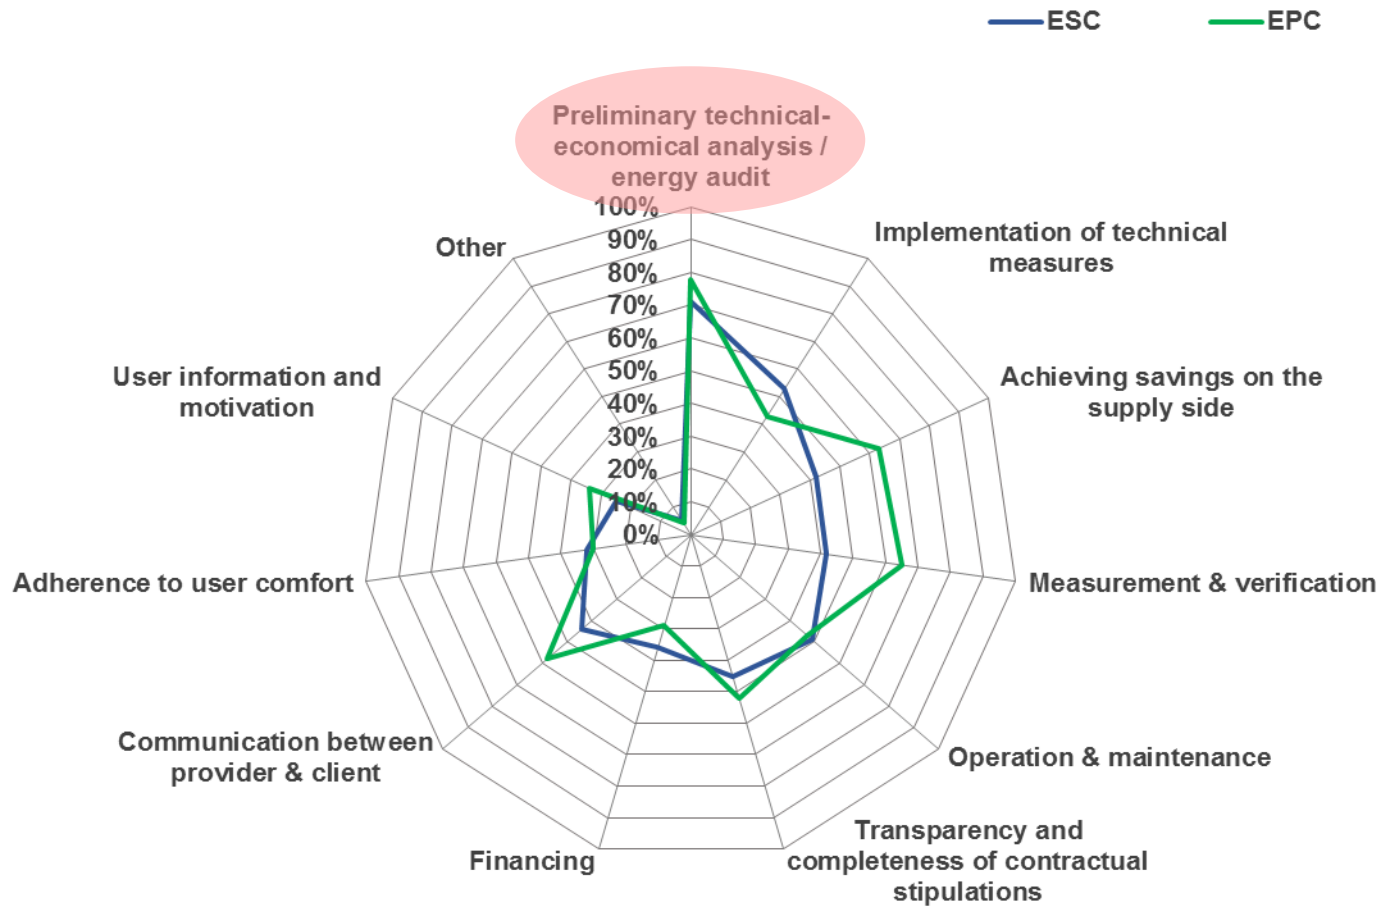 ESC
EPC
Preliminary technical-
economical analysis /
energy audit
100%
90%
80%
70%
60%
50%
40%
30%
20%
10%
0%
Implementation of technical
measures
Achieving savings on the
supply side
Measurement & verification
Operation & maintenance
Transparency and
completeness of contractual
stipulations
Financing
Communication between
provider & client
Adherence to user comfort
User information and
motivation
Other